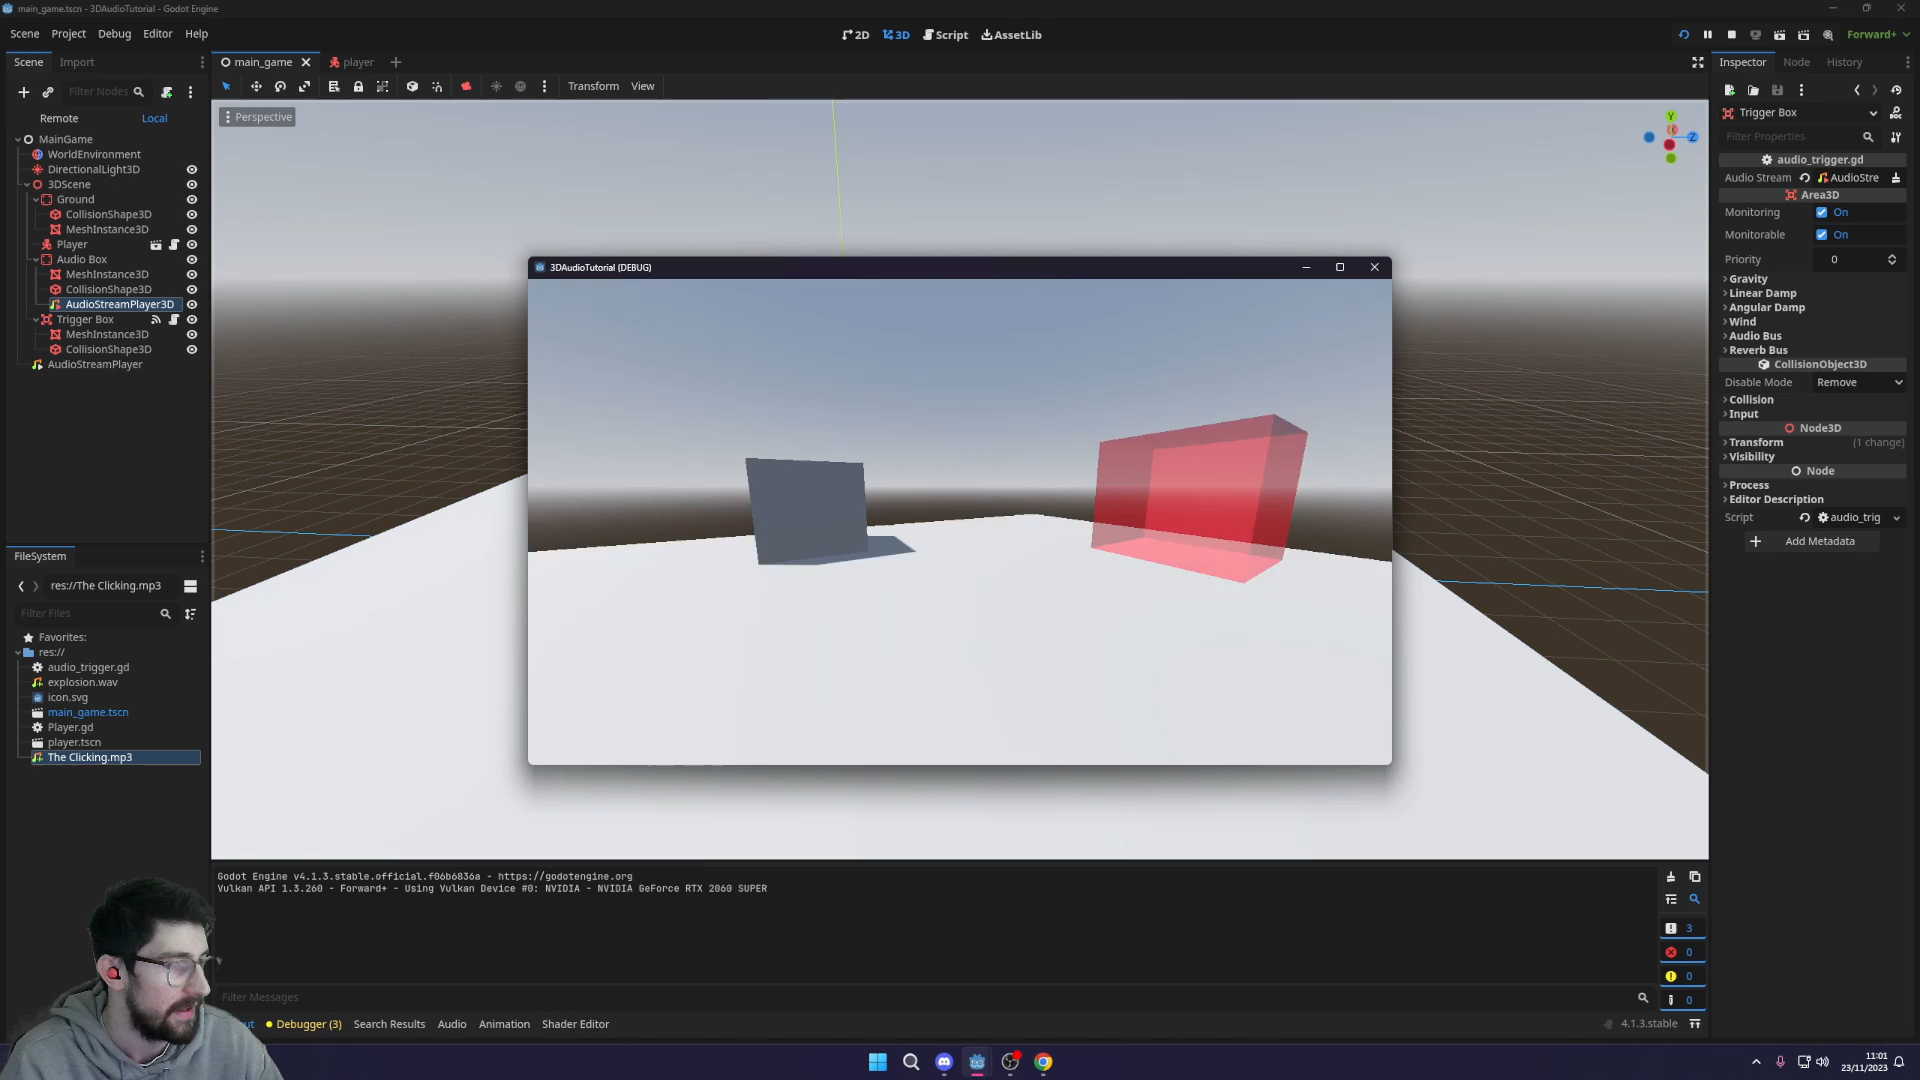 main_game.tscn - 3DAudioTutorial - Godot Engine
Scene Project Debug Editor Help
2D 3D Script AssetLib
Forward+
Scene Import
main_game player
Inspector Node History
Filter Nodes
Transform View
Remote Local
Perspective
Y
Z
MainGame
WorldEnvironment
DirectionalLight3D
3DScene
Ground
CollisionShape3D
MeshInstance3D
Player
Audio Box
MeshInstance3D
CollisionShape3D
AudioStreamPlayer3D
Trigger Box
MeshInstance3D
CollisionShape3D
AudioStreamPlayer
FileSystem
res://The Clicking.mp3
Filter Files
Favorites:
res://
audio_trigger.gd
explosion.wav
icon.svg
main_game.tscn
Player.gd
player.tscn
The Clicking.mp3
3DAudioTutorial (DEBUG)
Godot Engine v4.1.3.stable.official.f06b6836a - https://godotengine.org
Vulkan API 1.3.260 - Forward+ - Using Vulkan Device #0: NVIDIA - NVIDIA GeForce RTX 2060 SUPER
3
0
0
0
Filter Messages
Debugger (3) Search Results Audio Animation Shader Editor
4.1.3.stable
Trigger Box
Filter Properties
audio_trigger.gd
Audio Stream AudioStre
Area3D
Monitoring On
Monitorable On
Priority 0
Gravity
Linear Damp
Angular Damp
Wind
Audio Bus
Reverb Bus
CollisionObject3D
Disable Mode Remove
Collision
Input
Node3D
Transform (1 change)
Visibility
Node
Process
Editor Description
Script audio_trig
Add Metadata
11:01
23/11/2023